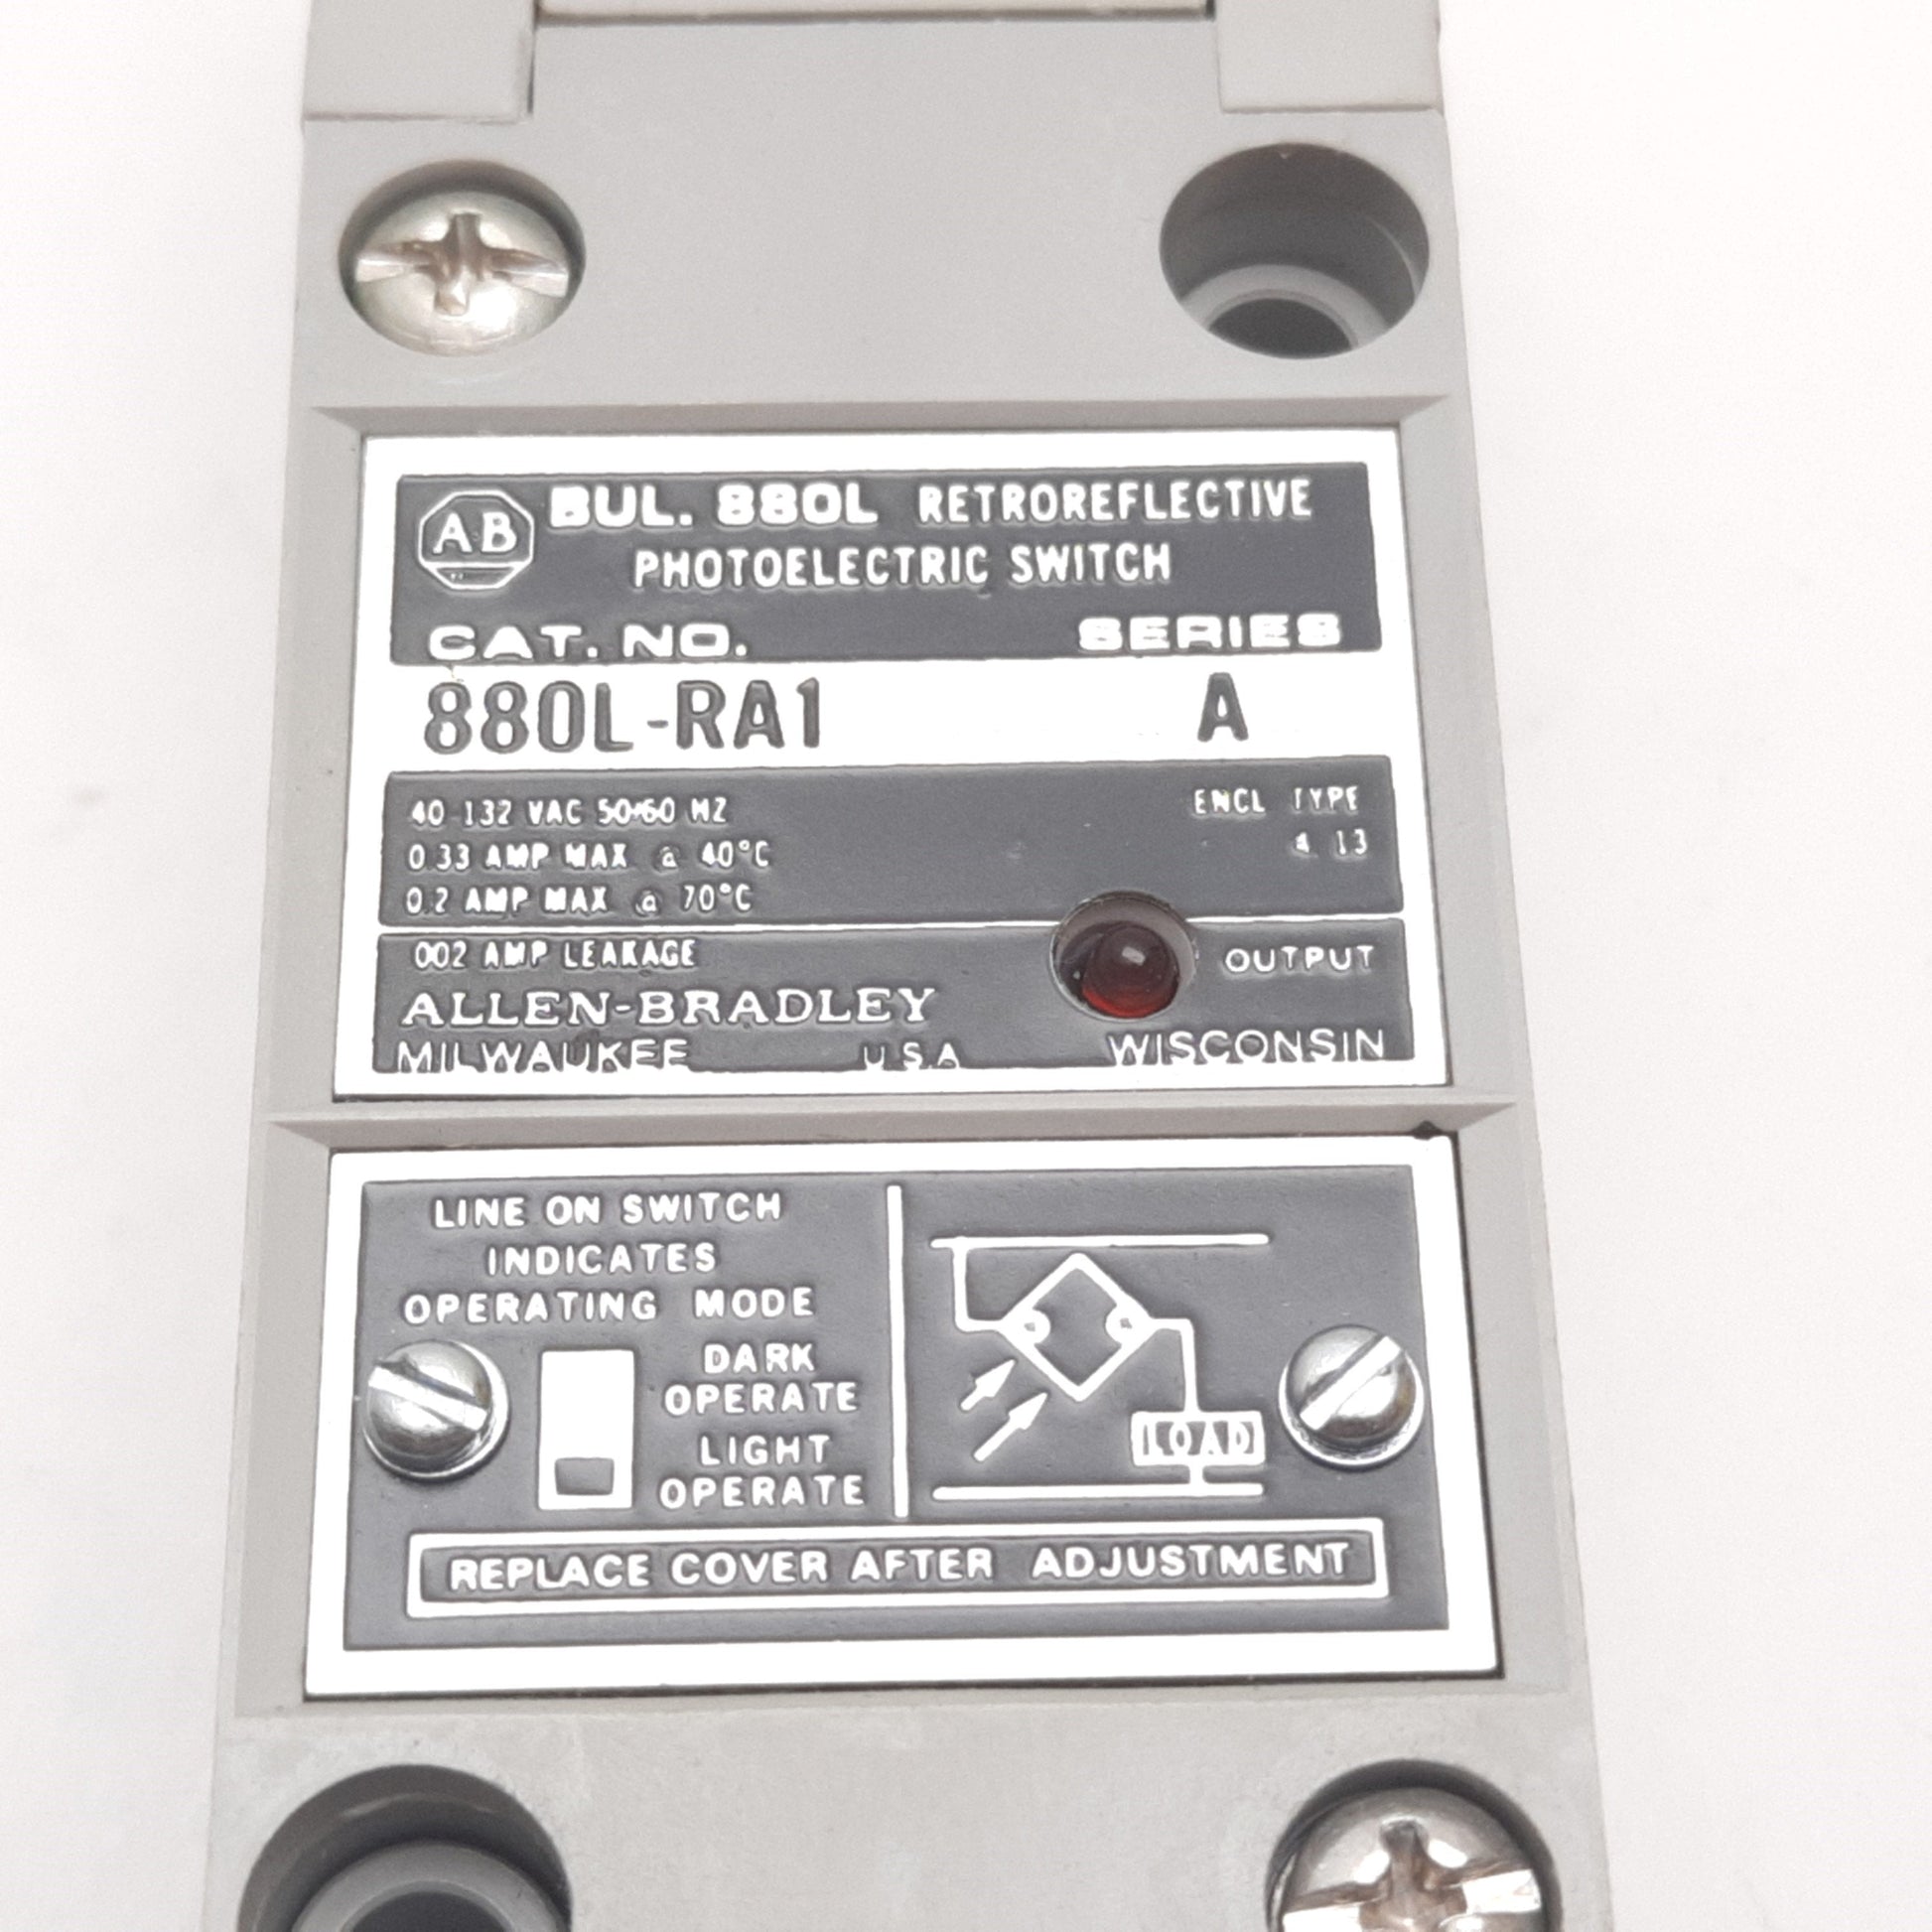 AB BUL. 880L RETROREFLECTIVE
PHOTOELECTRIC SWITCH
CAT. NO. SERIES
880L-RA1 A
40-132 VAC 50-60 HZ ENCL TYPE
0.33 AMP MAX @ 40°C 4 13
0.2 AMP MAX @ 70°C
.002 AMP LEAKAGE OUTPUT
ALLEN-BRADLEY
MILWAUKEE U.S.A WISCONSIN
LINE ON SWITCH
INDICATES
OPERATING MODE
DARK
OPERATE
LIGHT
OPERATE
LOAD
REPLACE COVER AFTER ADJUSTMENT